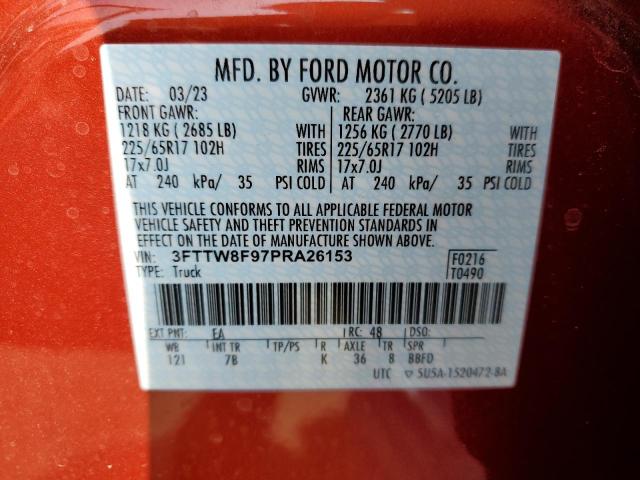 MFD. BY FORD MOTOR CO.
DATE: 03/23 GVWR: 2361 KG ( 5205 LB)
FRONT GAWR: REAR GAWR:
1218 KG ( 2685 LB) WITH 1256 KG ( 2770 LB) WITH
225/65R17 102H TIRES 225/65R17 102H TIRES
17x7.0J RIMS 17x7.0J RIMS
AT 240 kPa/ 35 PSI COLD AT 240 kPa/ 35 PSI COLD
THIS VEHICLE CONFORMS TO ALL APPLICABLE FEDERAL MOTOR
VEHICLE SAFETY AND THEFT PREVENTION STANDARDS IN
EFFECT ON THE DATE OF MANUFACTURE SHOWN ABOVE.
VIN: 3FTTW8F97PRA26153 F0216
TYPE: Truck T0490
EXT PNT: EA RC: 48 DSO:
WB INT TR TP/PS R AXLE TR SPR
121 7B K 36 8 BBFD
UTC ▽ 5U5A-1520472-BA